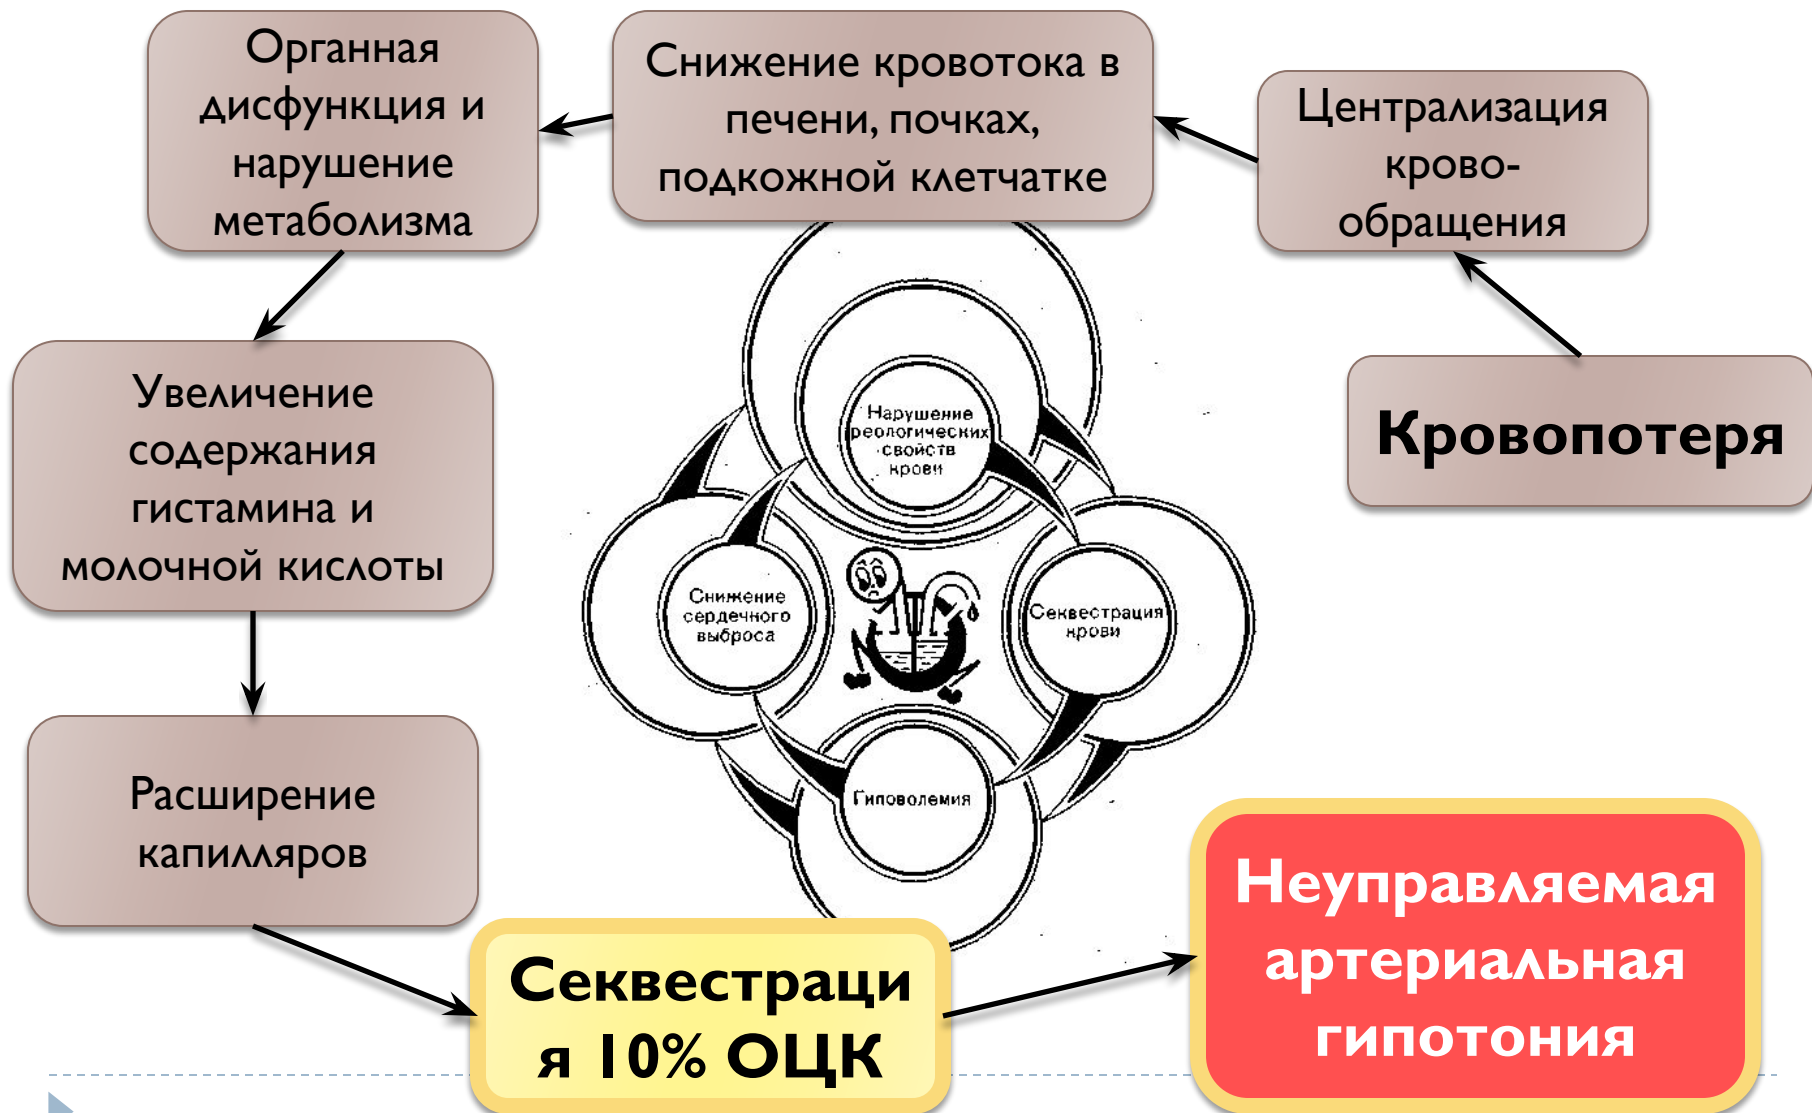 Органная
дисфункция и
нарушение
метаболизма
Снижение кровотока в
печени, почках,
подкожной клетчатке
Централизация
крово-
обращения
Кровопотеря
Увеличение
содержания
гистамина и
молочной кислоты
Расширение
капилляров
Секвестраци
я 10% ОЦК
Неуправляемая
артериальная
гипотония
Нарушение
реологических
свойств
крови
Снижение
сердечного
выброса
Секвестрация
крови
Гиповолемия